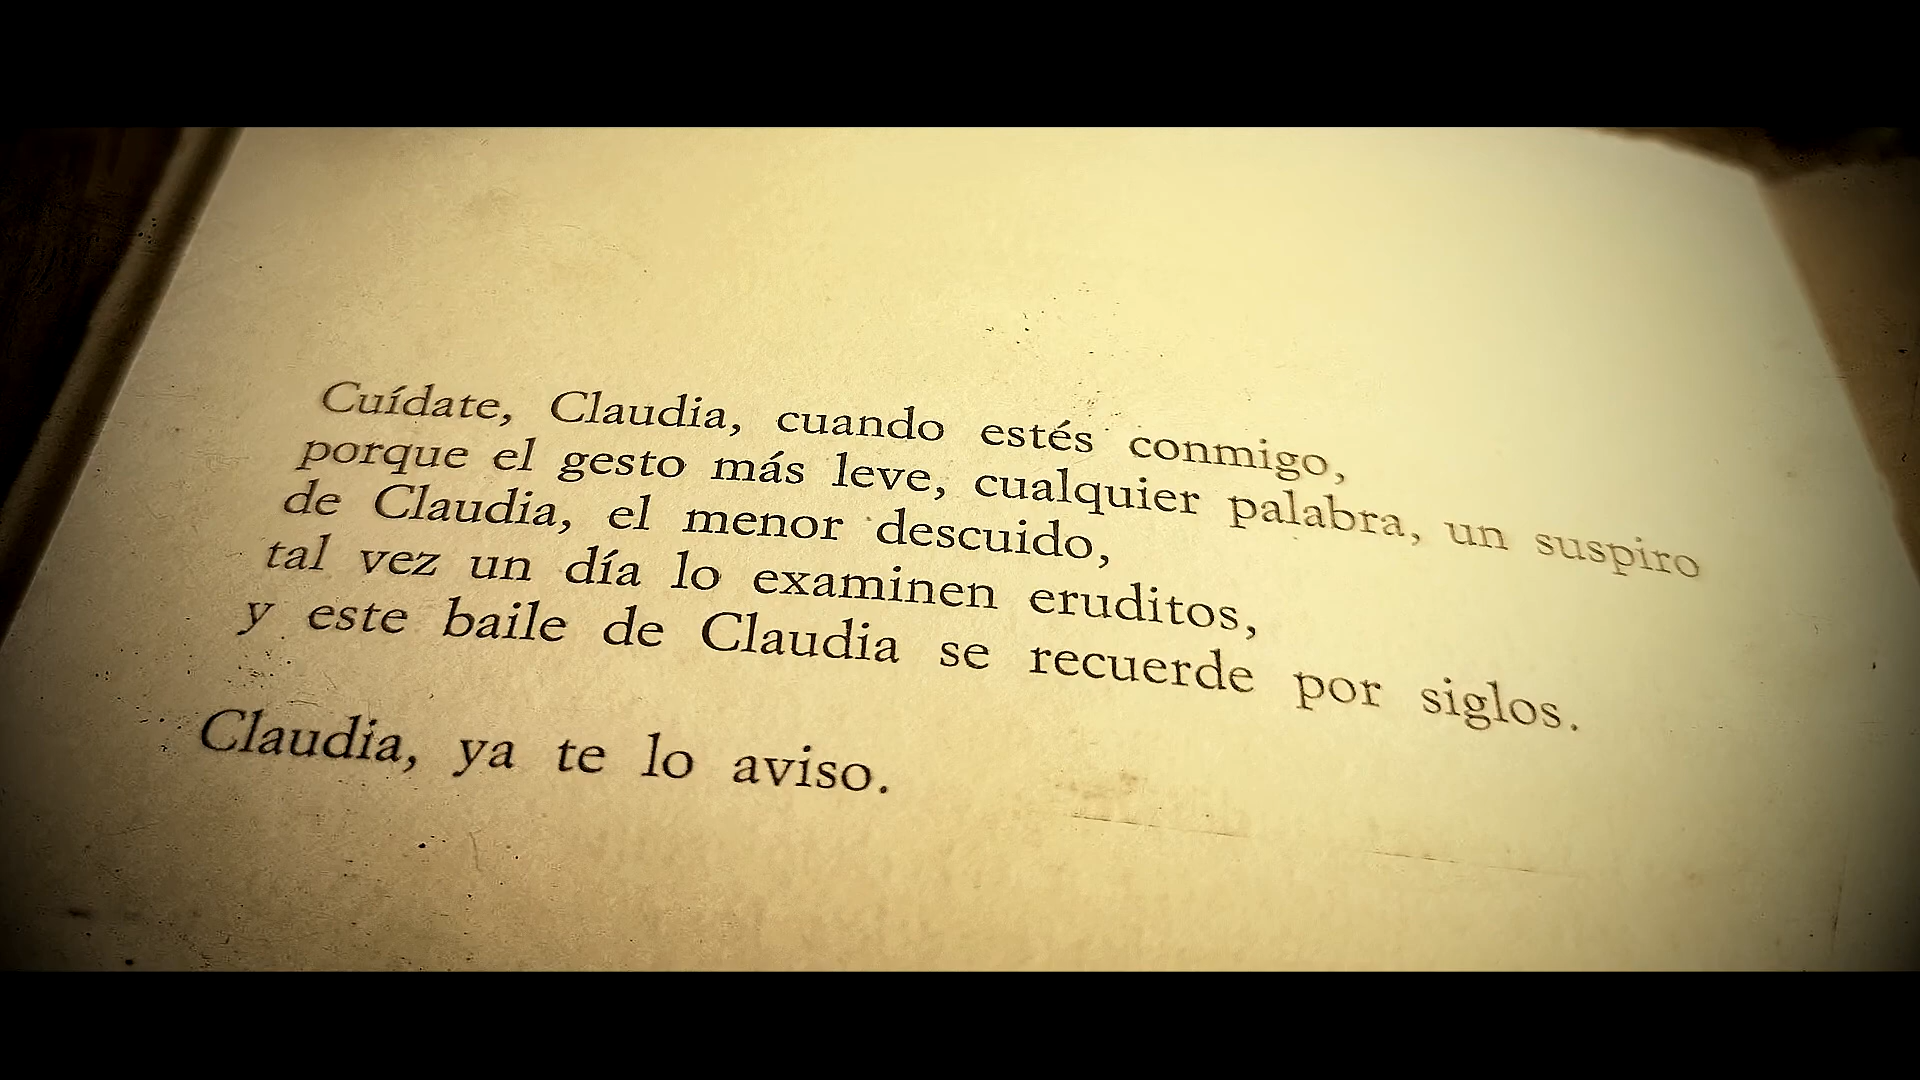 Cuídate, Claudia, cuando estés conmigo,
porque el gesto más leve, cualquier palabra, un suspiro
de Claudia, el menor descuido,
tal vez un día lo examinen eruditos,
y este baile de Claudia se recuerde por siglos.
Claudia, ya te lo aviso.